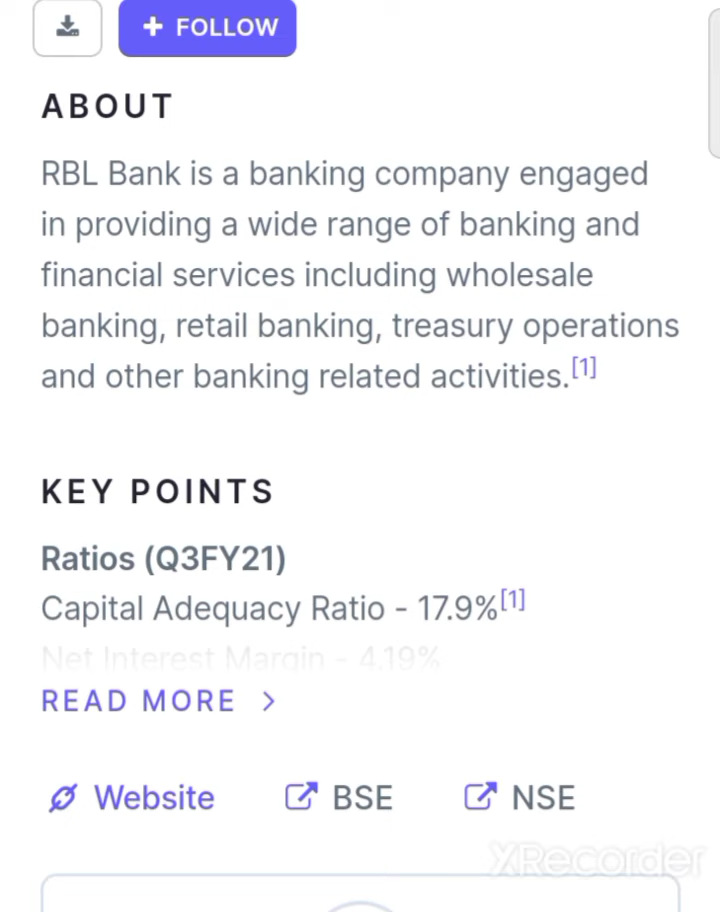 + FOLLOW
ABOUT
RBL Bank is a banking company engaged
in providing a wide range of banking and
financial services including wholesale
banking, retail banking, treasury operations
and other banking related activities.[1]
KEY POINTS
Ratios (Q3FY21)
Capital Adequacy Ratio - 17.9%[1]
Net Interest Margin - 4.19%
READ MORE >
Website BSE NSE
XRecorder